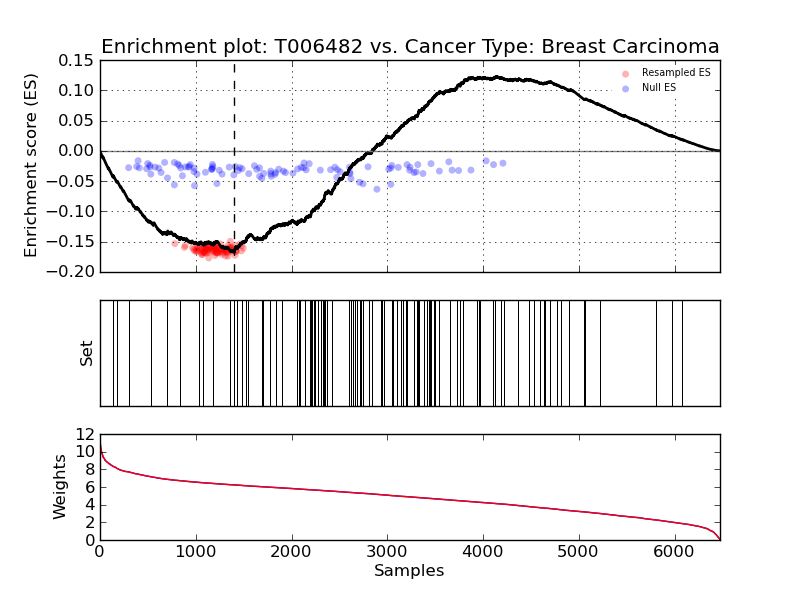 Enrichment plot: T006482 vs. Cancer Type: Breast Carcinoma
Enrichment score (ES)
0.15
0.10
0.05
0.00
−0.05
−0.10
−0.15
−0.20
Resampled ES
Null ES
Set
Weights
12
10
8
6
4
2
0
0 1000 2000 3000 4000 5000 6000
Samples